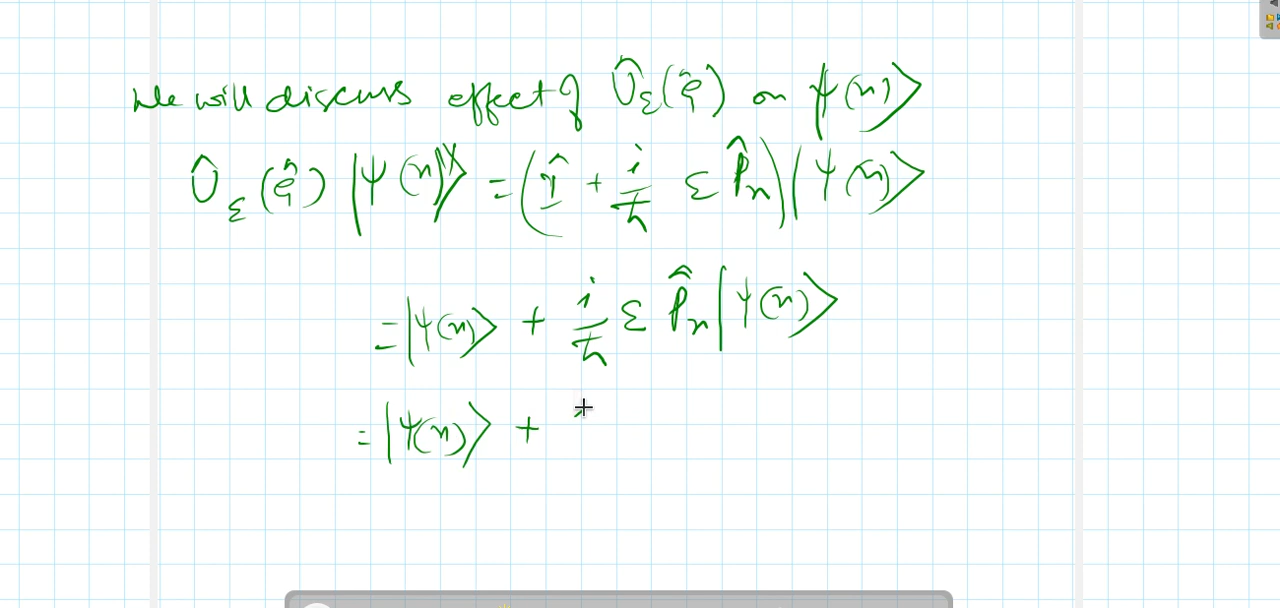 We will discuss effect of Û_ε(Ĝ) on ψ(x)⟩
Û_ε(Ĝ) |ψ(x)⟩ = (Î + i/ħ ε P̂_x) |ψ(x)⟩
= |ψ(x)⟩ + i/ħ ε P̂_x |ψ(x)⟩
= |ψ(x)⟩ +